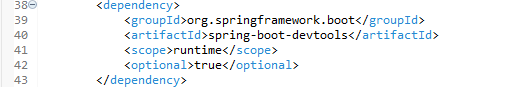 38 <dependency>
39 <groupId>org.springframework.boot</groupId>
40 <artifactId>spring-boot-devtools</artifactId>
41 <scope>runtime</scope>
42 <optional>true</optional>
43 </dependency>